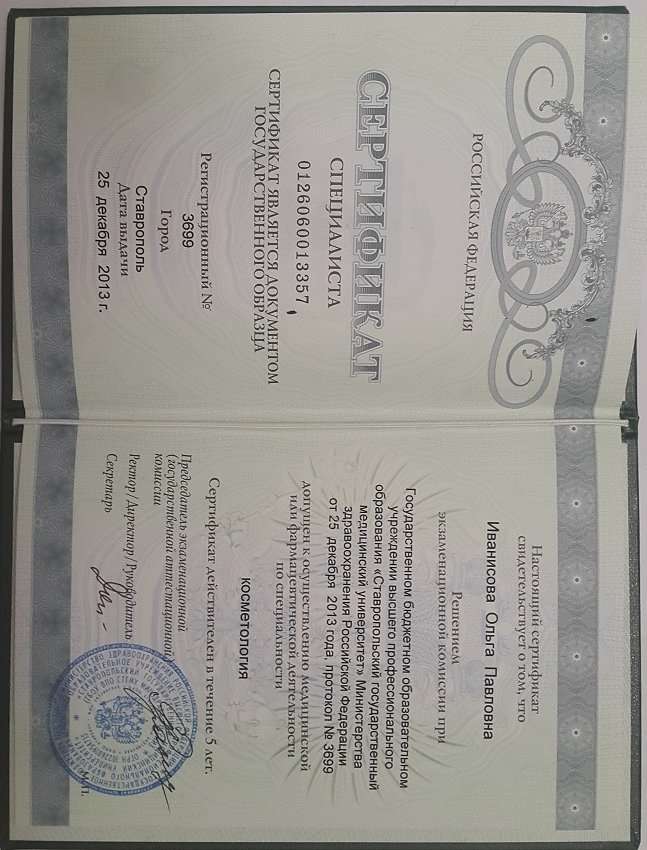 РОССИЙСКАЯ ФЕДЕРАЦИЯ
СЕРТИФИКАТ
СПЕЦИАЛИСТА
0126060013357
СЕРТИФИКАТ ЯВЛЯЕТСЯ ДОКУМЕНТОМ
ГОСУДАРСТВЕННОГО ОБРАЗЦА
Регистрационный №
3699
Город
Ставрополь
Дата выдачи
25 декабря 2013 г.
Настоящий сертификат
свидетельствует о том, что
Иванисова Ольга Павловна
Решением
экзаменационной комиссии при
Государственном бюджетном образовательном
учреждении высшего профессионального
образования «Ставропольский государственный
медицинский университет» Министерства
здравоохранения Российской Федерации
от 25 декабря 2013 года, протокол № 3699
допущен к осуществлению медицинской
или фармацевтической деятельности
по специальности
косметология
Сертификат действителен в течение 5 лет.
Председатель экзаменационной
(государственной аттестационной)
комиссии
Ректор/Директор/Руководитель
Секретарь
М.П.